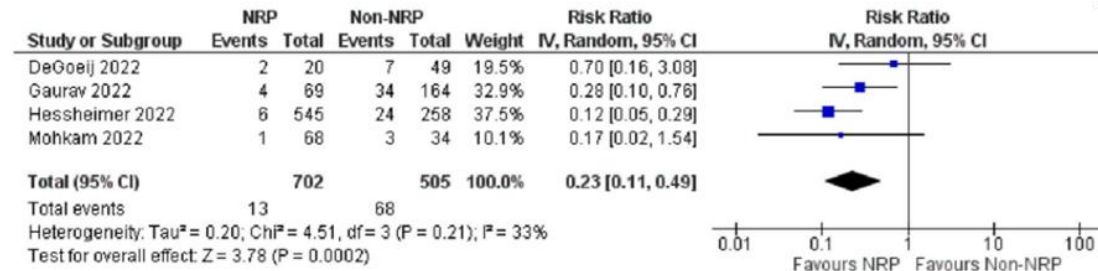 NRP Non-NRP Risk Ratio Risk Ratio
Study or Subgroup Events Total Events Total Weight IV, Random, 95% CI IV, Random, 95% CI
DeGoeij 2022 2 20 7 49 19.5% 0.70 [0.16, 3.08]
Gaurav 2022 4 69 34 164 32.9% 0.28 [0.10, 0.76]
Hessheimer 2022 6 545 24 258 37.5% 0.12 [0.05, 0.29]
Mohkam 2022 1 68 3 34 10.1% 0.17 [0.02, 1.54]
Total (95% CI) 702 505 100.0% 0.23 [0.11, 0.49]
Total events 13 68
Heterogeneity: Tau² = 0.20; Chi² = 4.51, df = 3 (P = 0.21); I² = 33%
Test for overall effect: Z = 3.78 (P = 0.0002)
0.01 0.1 1 10 100
Favours NRP Favours Non-NRP